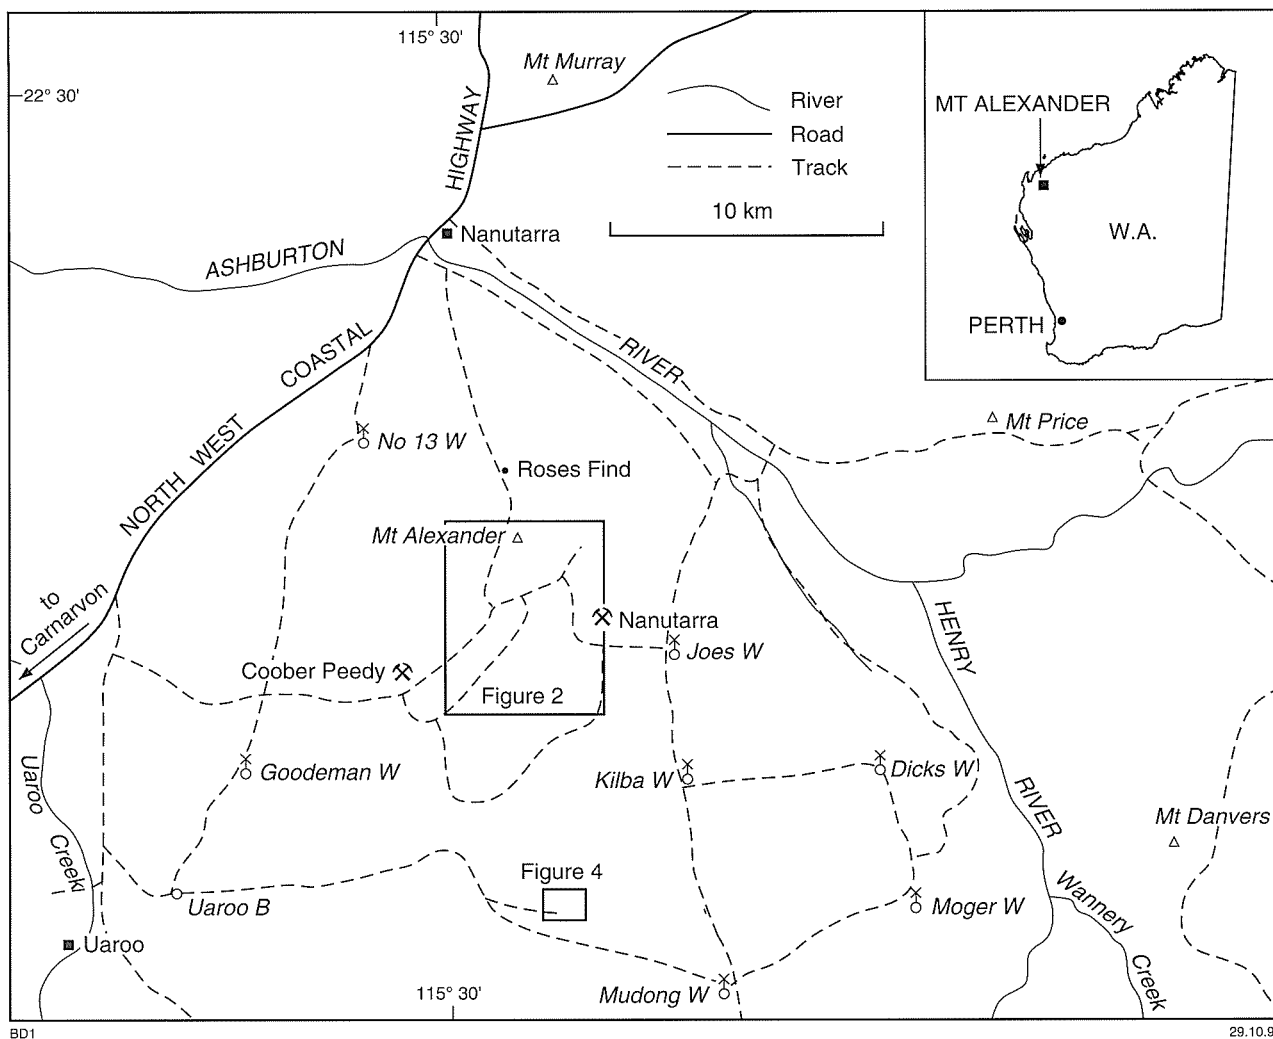 115° 30'
Mt Murray
22° 30'
HIGHWAY
River
Road
Track
10 km
MT ALEXANDER
W.A.
PERTH
Nanutarra
ASHBURTON
RIVER
COASTAL
NORTH WEST
No 13 W
Mt Price
Roses Find
Mt Alexander
to
Carnarvon
Nanutarra
HENRY
Joes W
Coober Peedy
Figure 2
Uaroo
Goodeman W
Kilba W
Dicks W
RIVER
Mt Danvers
Creek
Figure 4
Uaroo B
Moger W
Wannery
Creek
Uaroo
115° 30'
Mudong W
BD1
29.10.9